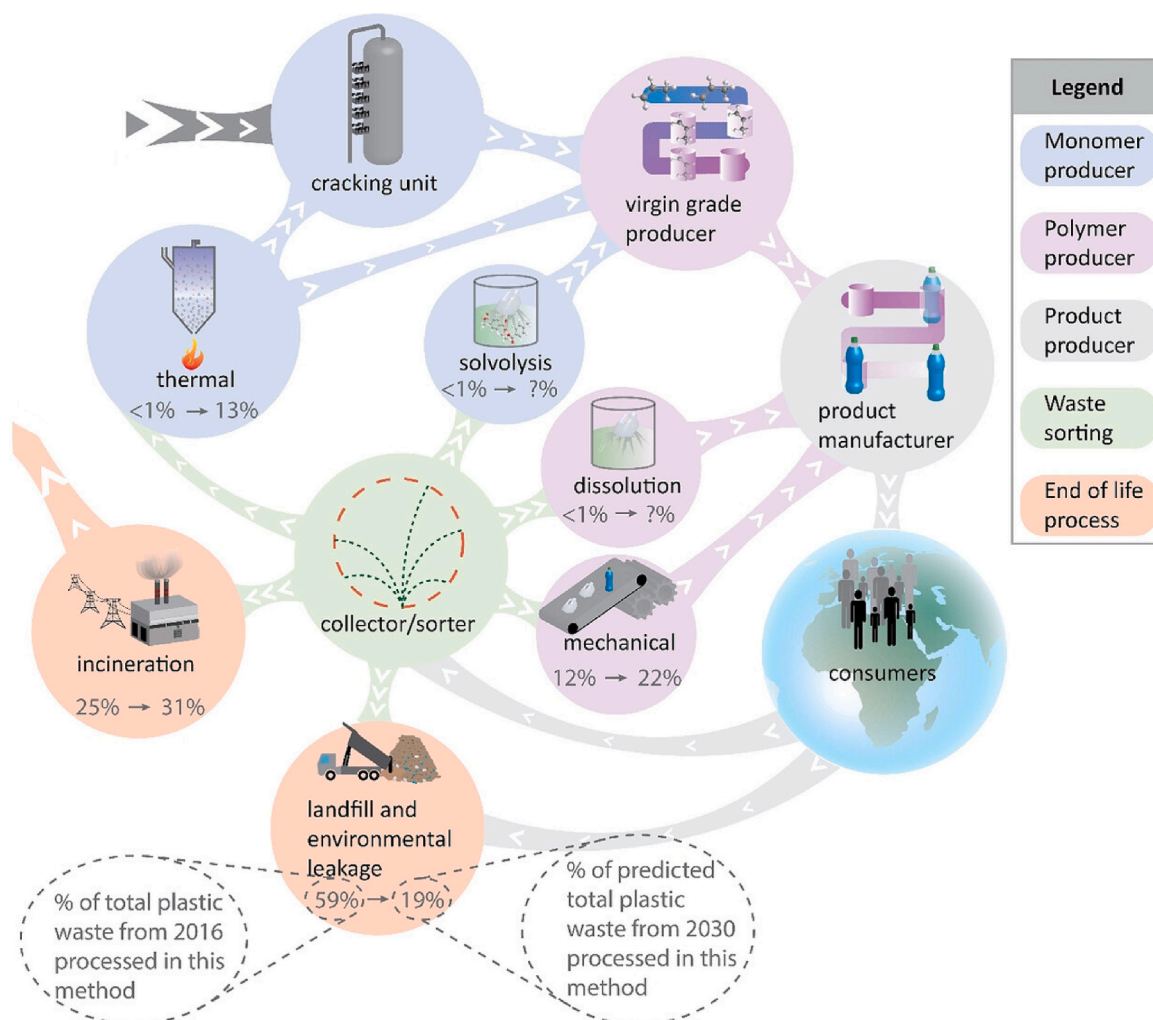 cracking unit
virgin grade
producer
thermal
<1% → 13%
solvolysis
<1% → ?%
product
manufacturer
dissolution
<1% → ?%
collector/sorter
mechanical
12% → 22%
consumers
incineration
25% → 31%
landfill and
environmental
leakage
59% → 19%
% of total plastic
waste from 2016
processed in this
method
% of predicted
total plastic
waste from 2030
processed in this
method
Legend
Monomer
producer
Polymer
producer
Product
producer
Waste
sorting
End of life
process